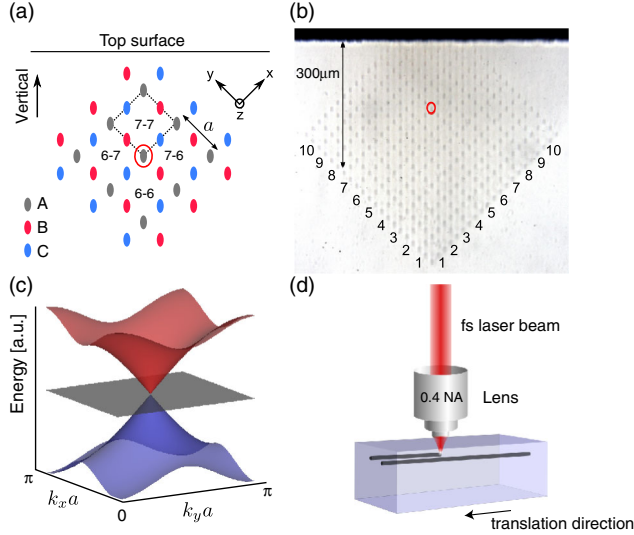 (a)
Top surface
Vertical
y
x
z
7-7
a
6-7
7-6
6-6
A
B
C
(b)
300μm
10
9
8
7
6
5
4
3
2
1
1
2
3
4
5
6
7
8
9
10
(c)
Energy [a.u.]
π
kxa
0
kya
π
(d)
fs laser beam
0.4 NA
Lens
translation direction